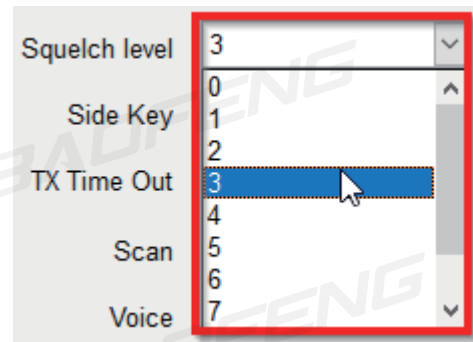 Squelch level 3
0
Side Key 1
2
TX Time Out 3
4
Scan 5
6
Voice 7
BAOFENG
BAOFENG